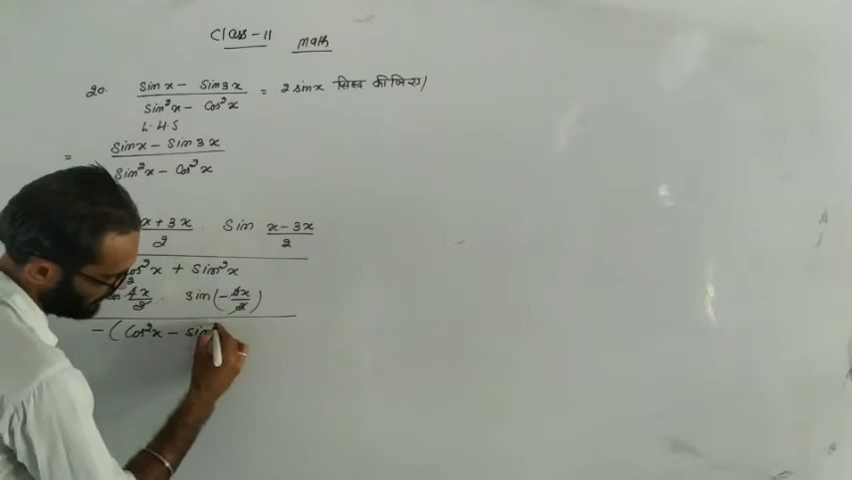 Class - 11 Math
20. sin x - sin 3x / sin²x - cos²x = 2 sin x सिद्ध कीजिए/
L.H.S
= sin x - sin 3x / sin²x - cos²x
x + 3x / 2 . sin x - 3x / 2
cos²x + sin²x
4x / 2 . sin (- 2x / 2)
- (cos²x - sin²